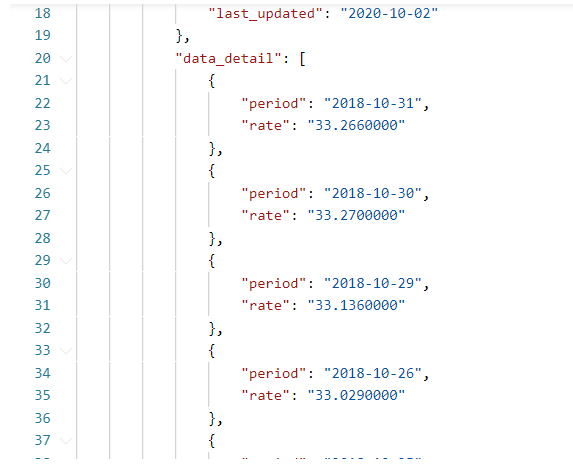 18 "last_updated": "2020-10-02"
19 },
20 "data_detail": [
21 {
22 "period": "2018-10-31",
23 "rate": "33.2660000"
24 },
25 {
26 "period": "2018-10-30",
27 "rate": "33.2700000"
28 },
29 {
30 "period": "2018-10-29",
31 "rate": "33.1360000"
32 },
33 {
34 "period": "2018-10-26",
35 "rate": "33.0290000"
36 },
37 {